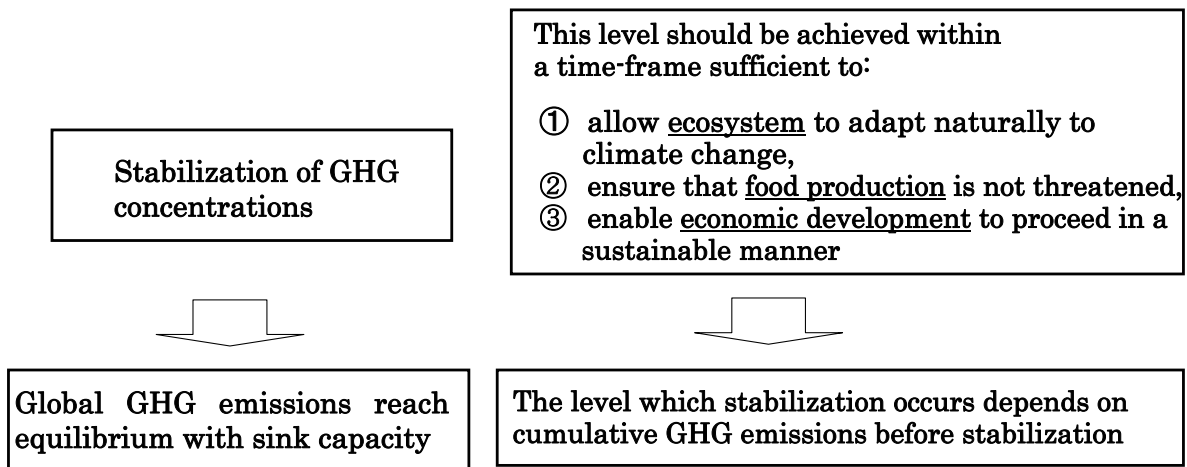 Stabilization of GHG
concentrations
This level should be achieved within
a time-frame sufficient to:
① allow ecosystem to adapt naturally to
climate change,
② ensure that food production is not threatened,
③ enable economic development to proceed in a
sustainable manner
Global GHG emissions reach
equilibrium with sink capacity
The level which stabilization occurs depends on
cumulative GHG emissions before stabilization